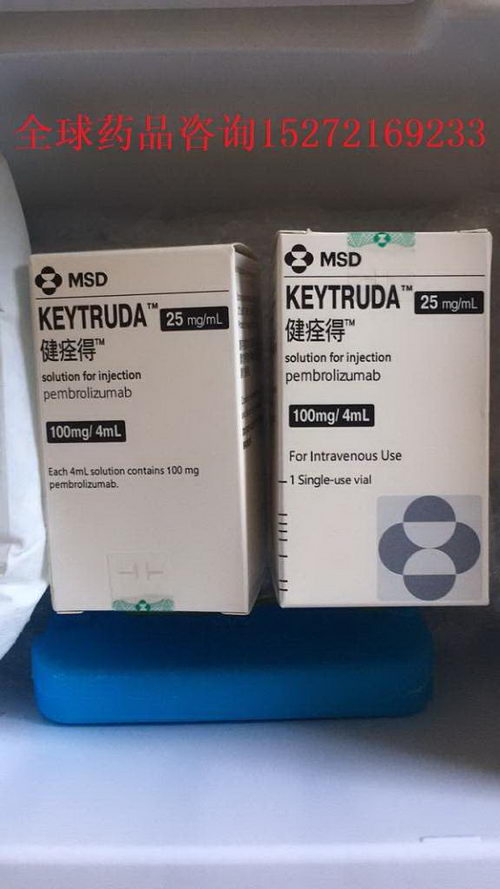 全球药品咨询15272169233
MSD
KEYTRUDA™ 25 mg/mL
健痊得™
solution for injection
pembrolizumab
100mg/4mL
Each 4mL solution contains 100 mg
pembrolizumab.
MSD
KEYTRUDA™ 25 mg/mL
健痊得™
solution for injection
pembrolizumab
100mg/4mL
For Intravenous Use
1 Single-use vial